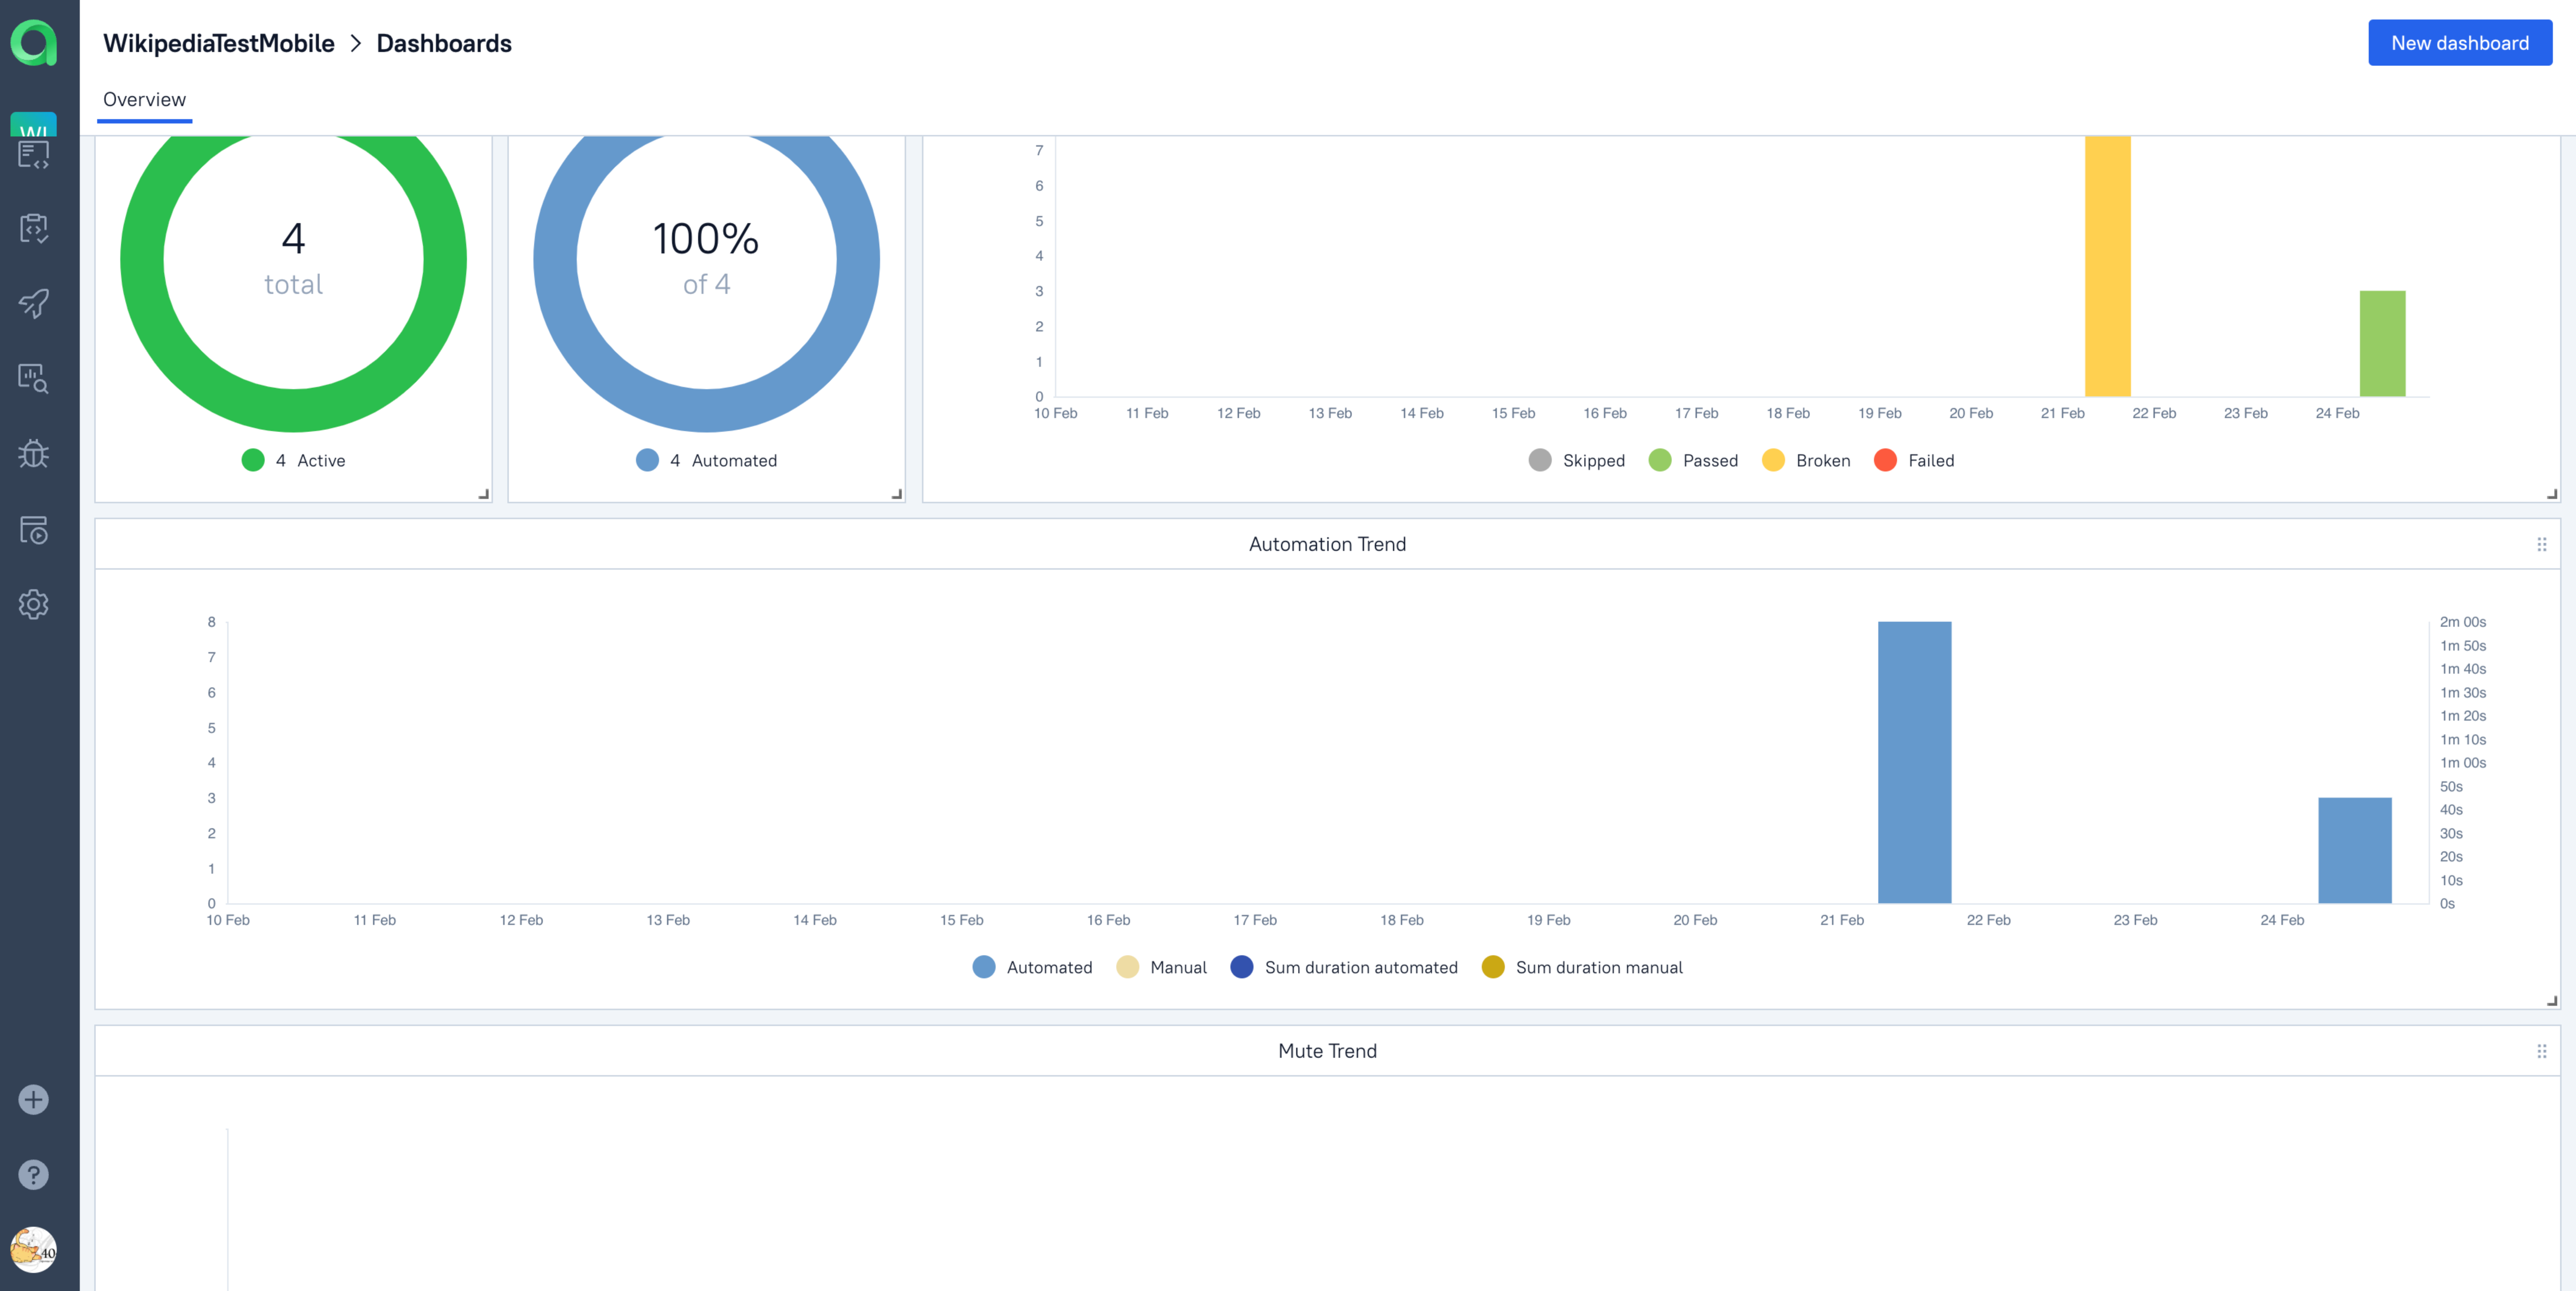 WikipediaTestMobile > Dashboards
New dashboard
Overview
WI
4
total
4 Active
100%
of 4
4 Automated
7
6
5
4
3
2
1
0
10 Feb 11 Feb 12 Feb 13 Feb 14 Feb 15 Feb 16 Feb 17 Feb 18 Feb 19 Feb 20 Feb 21 Feb 22 Feb 23 Feb 24 Feb
Skipped Passed Broken Failed
Automation Trend
8 2m 00s
1m 50s
7
1m 40s
6 1m 30s
1m 20s
5
1m 10s
4 1m 00s
50s
3
40s
2 30s
20s
1
10s
0 0s
10 Feb 11 Feb 12 Feb 13 Feb 14 Feb 15 Feb 16 Feb 17 Feb 18 Feb 19 Feb 20 Feb 21 Feb 22 Feb 23 Feb 24 Feb
Automated Manual Sum duration automated Sum duration manual
Mute Trend
?
40